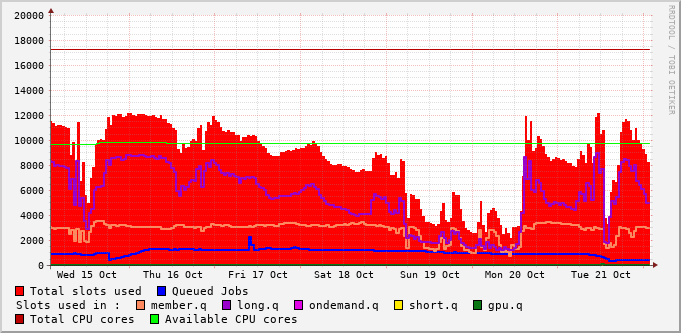 20000
18000
16000
14000
12000
10000
8000
6000
4000
2000
0
Wed 15 Oct Thu 16 Oct Fri 17 Oct Sat 18 Oct Sun 19 Oct Mon 20 Oct Tue 21 Oct
RRDTOOL / TOBI OETIKER
Total slots used Queued Jobs
Slots used in : member.q long.q ondemand.q short.q gpu.q
Total CPU cores Available CPU cores